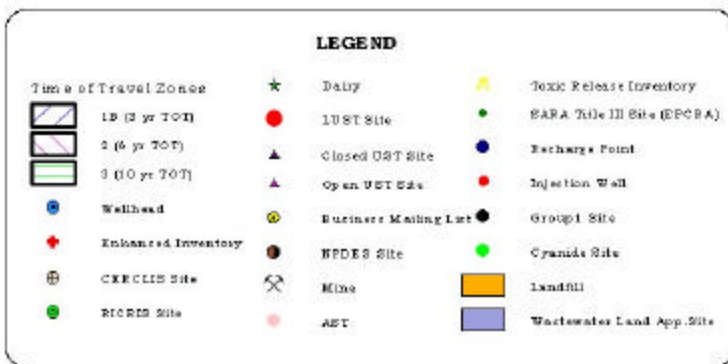 LEGEND
Time of Travel Zones
1B (3 yr TOT)
2 (6 yr TOT)
3 (10 yr TOT)
Wellhead
Enhanced Inventory
CERCLIS Site
RICRIS Site
Dairy
LUST Site
Closed UST Site
Open UST Site
Business Mailing List
NPDES Site
Mine
AST
Toxic Release Inventory
SARA Title III Site (EPCRA)
Recharge Point
Injection Well
Group1 Site
Cyanide Site
Landfill
Wastewater Land App. Site